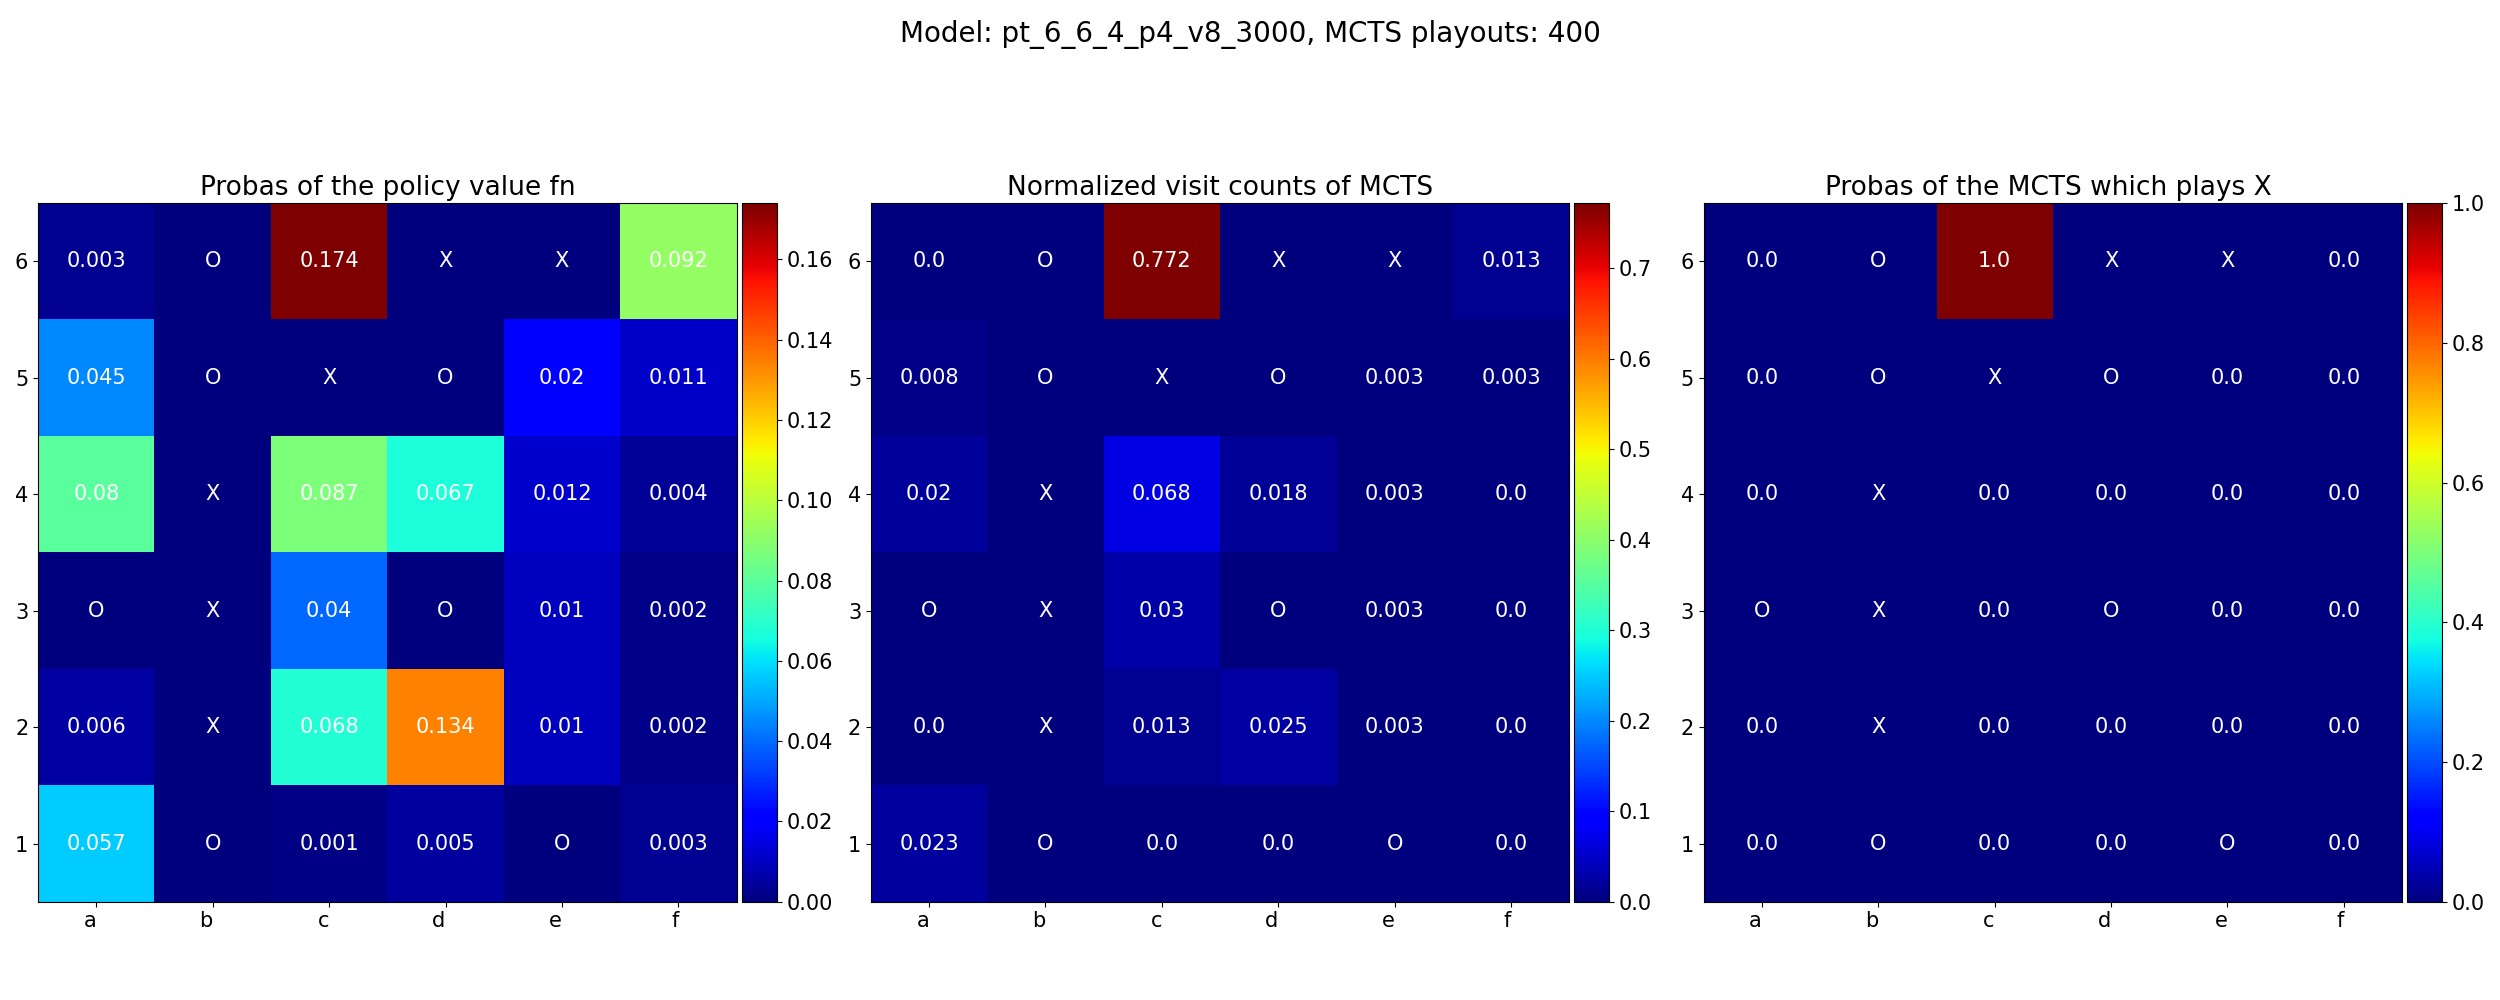 Model: pt_6_6_4_p4_v8_3000, MCTS playouts: 400
Probas of the policy value fn
6 0.003 O 0.174 X X 0.092
5 0.045 O X O 0.02 0.011
4 0.08 X 0.087 0.067 0.012 0.004
3 O X 0.04 O 0.01 0.002
2 0.006 X 0.068 0.134 0.01 0.002
1 0.057 O 0.001 0.005 O 0.003
a b c d e f
0.16
0.14
0.12
0.10
0.08
0.06
0.04
0.02
0.00
Normalized visit counts of MCTS
6 0.0 O 0.772 X X 0.013
5 0.008 O X O 0.003 0.003
4 0.02 X 0.068 0.018 0.003 0.0
3 O X 0.03 O 0.003 0.0
2 0.0 X 0.013 0.025 0.003 0.0
1 0.023 O 0.0 0.0 O 0.0
a b c d e f
0.7
0.6
0.5
0.4
0.3
0.2
0.1
0.0
Probas of the MCTS which plays X
6 0.0 O 1.0 X X 0.0
5 0.0 O X O 0.0 0.0
4 0.0 X 0.0 0.0 0.0 0.0
3 O X 0.0 O 0.0 0.0
2 0.0 X 0.0 0.0 0.0 0.0
1 0.0 O 0.0 0.0 O 0.0
a b c d e f
1.0
0.8
0.6
0.4
0.2
0.0